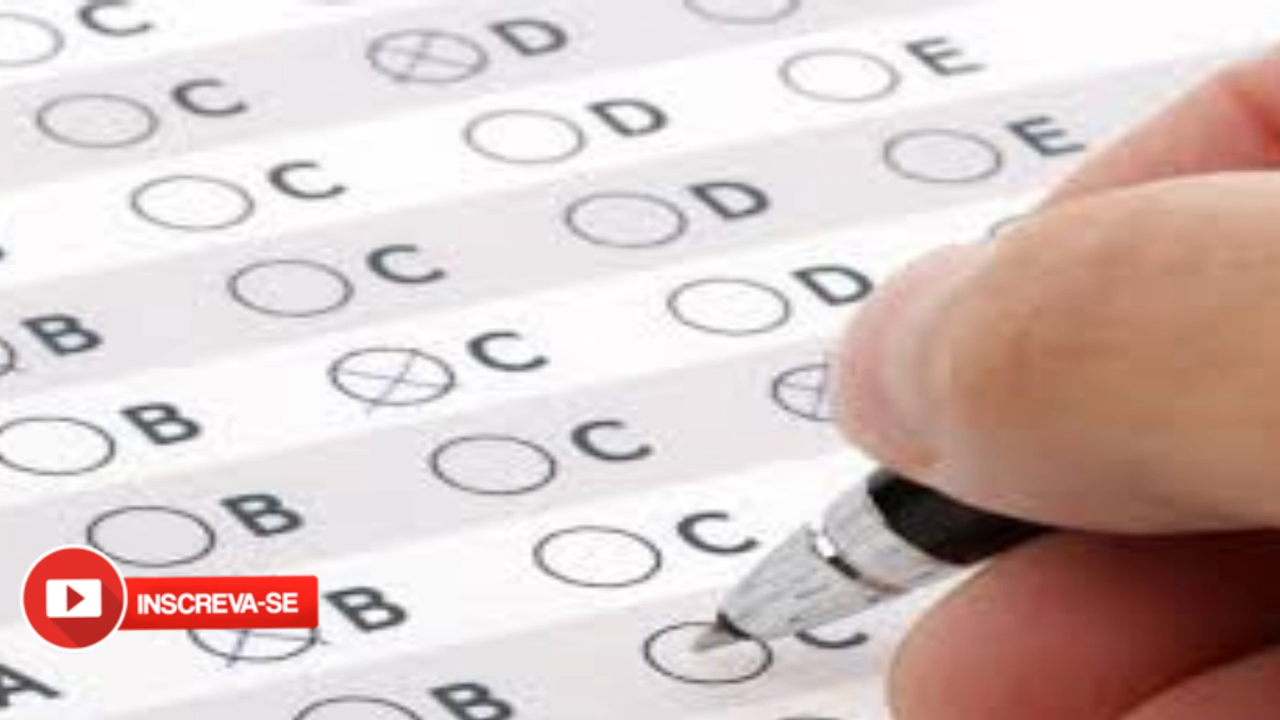 C
C D
C D E
B C D E
B C D
B C
A B C
B C
INSCREVA-SE